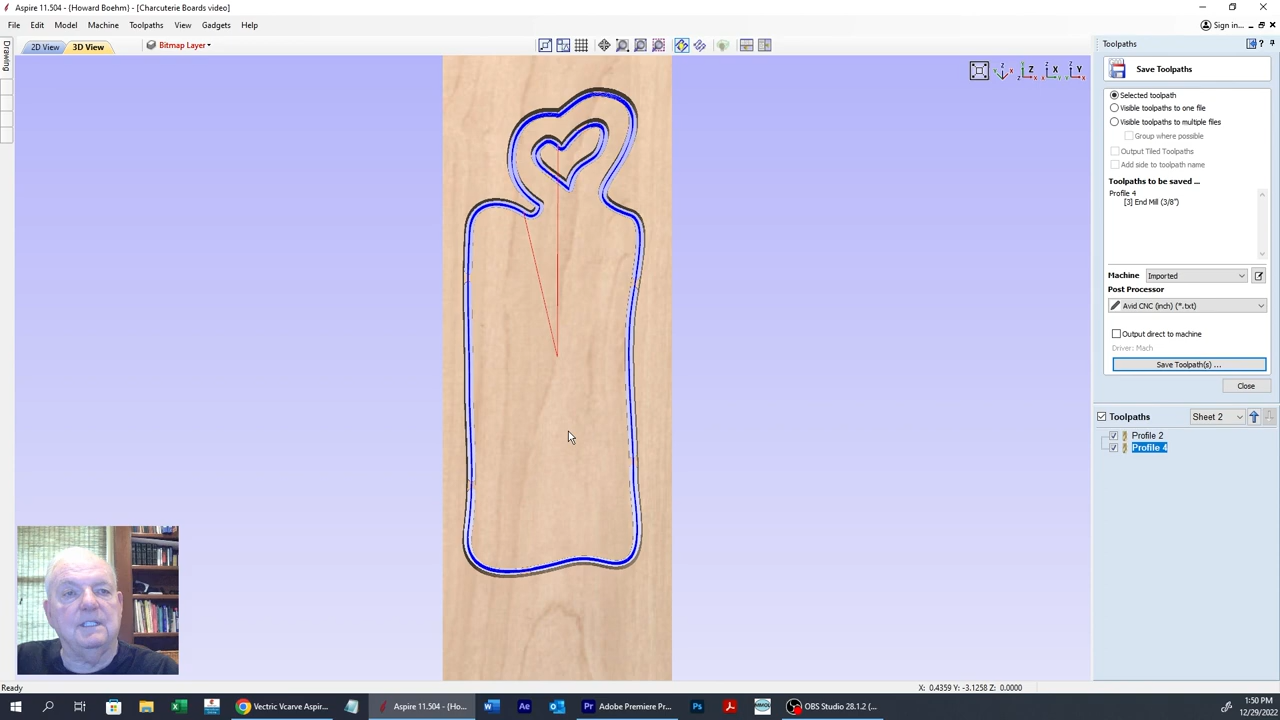 Aspire 11.504 - {Howard Boehm} - [Charcuterie Boards video]
File Edit Model Machine Toolpaths View Gadgets Help
Sign in...
Drawing
2D View 3D View Bitmap Layer
Z X Y
Toolpaths
Save Toolpaths
Selected toolpath
Visible toolpaths to one file
Visible toolpaths to multiple files
Group where possible
Output Tiled Toolpaths
Add side to toolpath name
Toolpaths to be saved ...
Profile 4
[3] End Mill (3/8")
Machine Imported
Post Processor
Avid CNC (inch) (*.txt)
Output direct to machine
Driver: Mach
Save Toolpath(s) ...
Close
Toolpaths Sheet 2
Profile 2
Profile 4
Ready
X: 0.4359 Y: -3.1258 Z: 0.0000
Vectric Vcarve Aspir...
Aspire 11.504 - {Ho...
Adobe Premiere Pr...
OBS Studio 28.1.2 (...
1:50 PM
12/29/2022